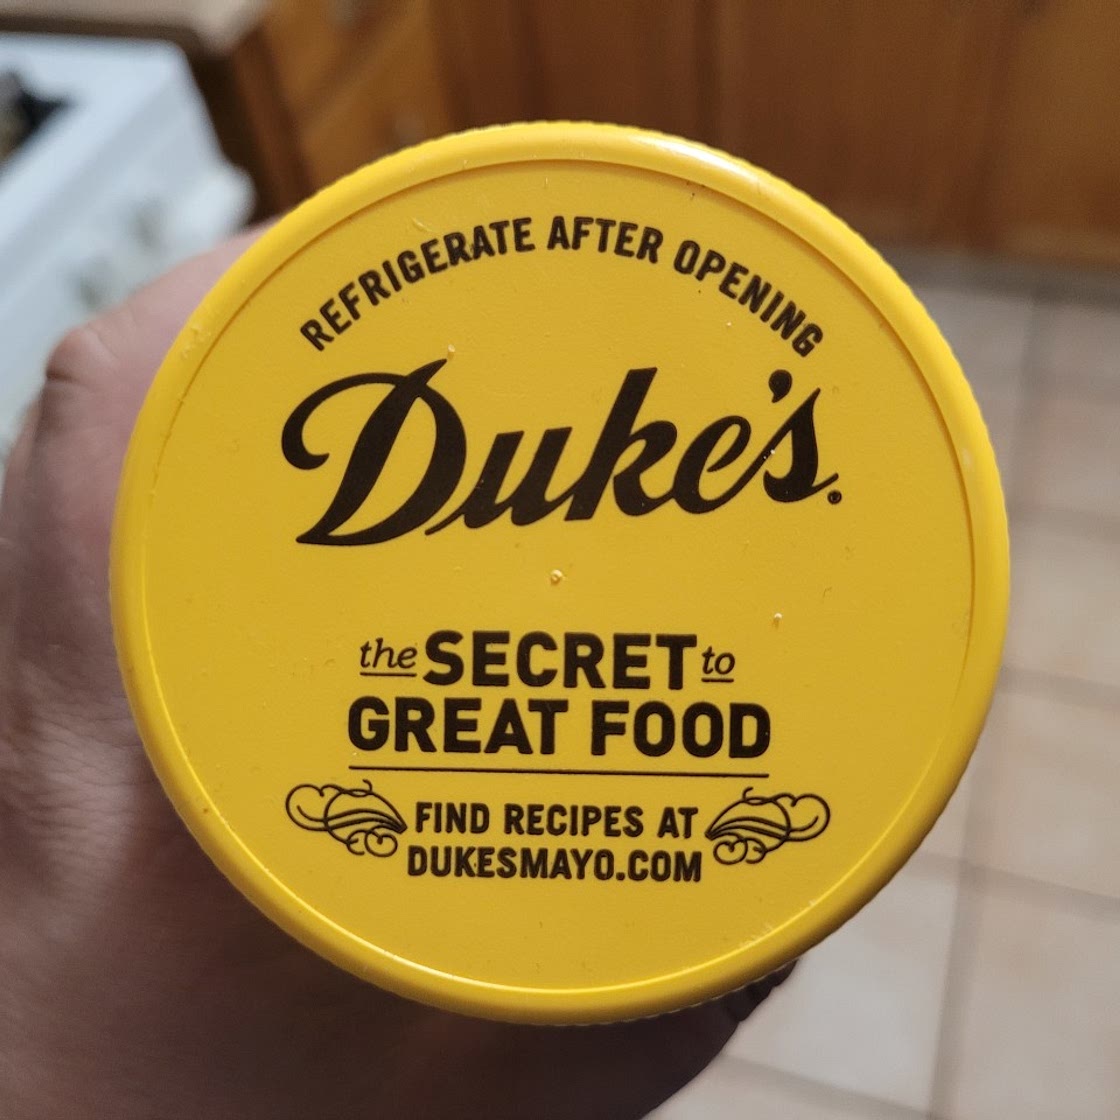 REFRIGERATE AFTER OPENING
Duke's®
the SECRET to
GREAT FOOD
FIND RECIPES AT
DUKESMAYO.COM